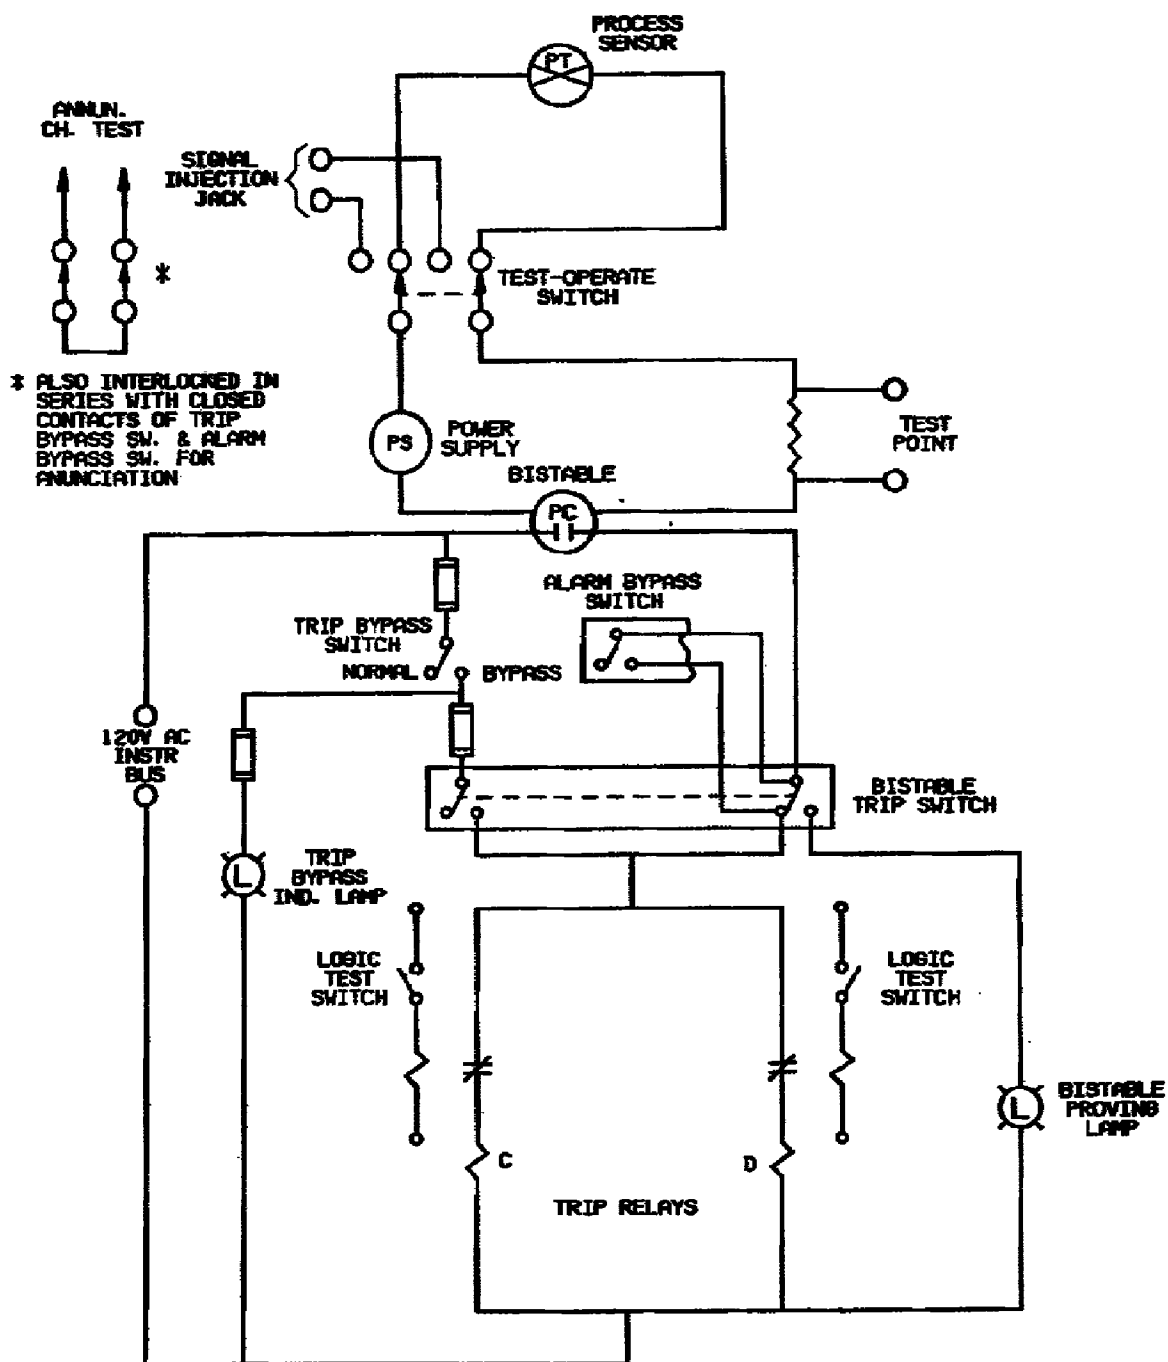 PROCESS
SENSOR
PT
ANNUN.
CH. TEST
SIGNAL
INJECTION
JACK
*
TEST-OPERATE
SWITCH
* ALSO INTERLOCKED IN
SERIES WITH CLOSED
CONTACTS OF TRIP
BYPASS SW. & ALARM
BYPASS SW. FOR
ANUNCIATION
PS
POWER
SUPPLY
TEST
POINT
BISTABLE
PC
ALARM BYPASS
SWITCH
TRIP BYPASS
SWITCH
NORMAL
BYPASS
120V AC
INSTR
BUS
BISTABLE
TRIP SWITCH
L
TRIP
BYPASS
IND. LAMP
LOGIC
TEST
SWITCH
LOGIC
TEST
SWITCH
L
BISTABLE
PROVING
LAMP
C
D
TRIP RELAYS